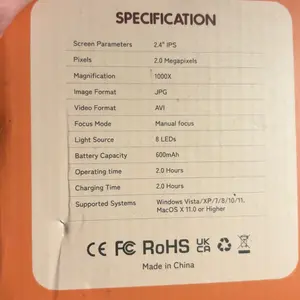 SPECIFICATION
Screen Parameters 2.4" IPS
Pixels 2.0 Megapixels
Magnification 1000X
Image Format JPG
Video Format AVI
Focus Mode Manual focus
Light Source 8 LEDs
Battery Capacity 600mAh
Operating time 2.0 Hours
Charging Time 2.0 Hours
Supported Systems Windows Vista/XP/7/8/10/11,
MacOS X 11.0 or Higher
CE FC RoHS UK CA
Made in China